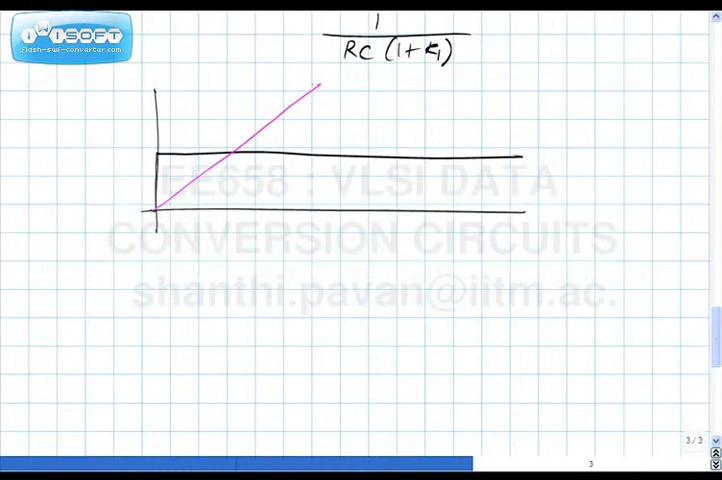 iWiSOFT
flash-swf-converter.com
1
RC (1+k1)
EE658 : VLSI DATA
CONVERSION CIRCUITS
shanthi.pavan@iitm.ac.
3/3
3